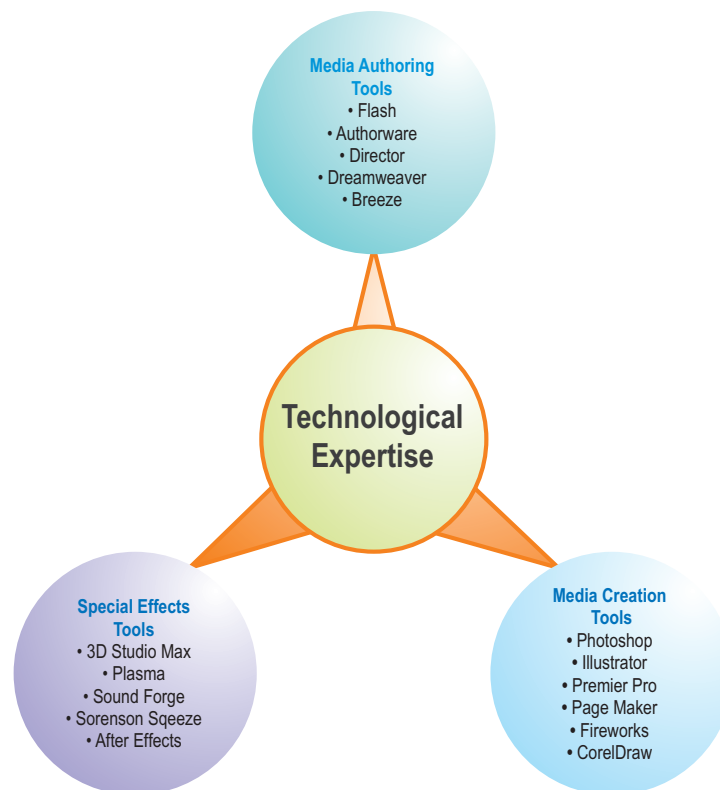 Media Authoring
Tools
• Flash
• Authorware
• Director
• Dreamweaver
• Breeze
Technological
Expertise
Special Effects
Tools
• 3D Studio Max
• Plasma
• Sound Forge
• Sorenson Sqeeze
• After Effects
Media Creation
Tools
• Photoshop
• Illustrator
• Premier Pro
• Page Maker
• Fireworks
• CorelDraw